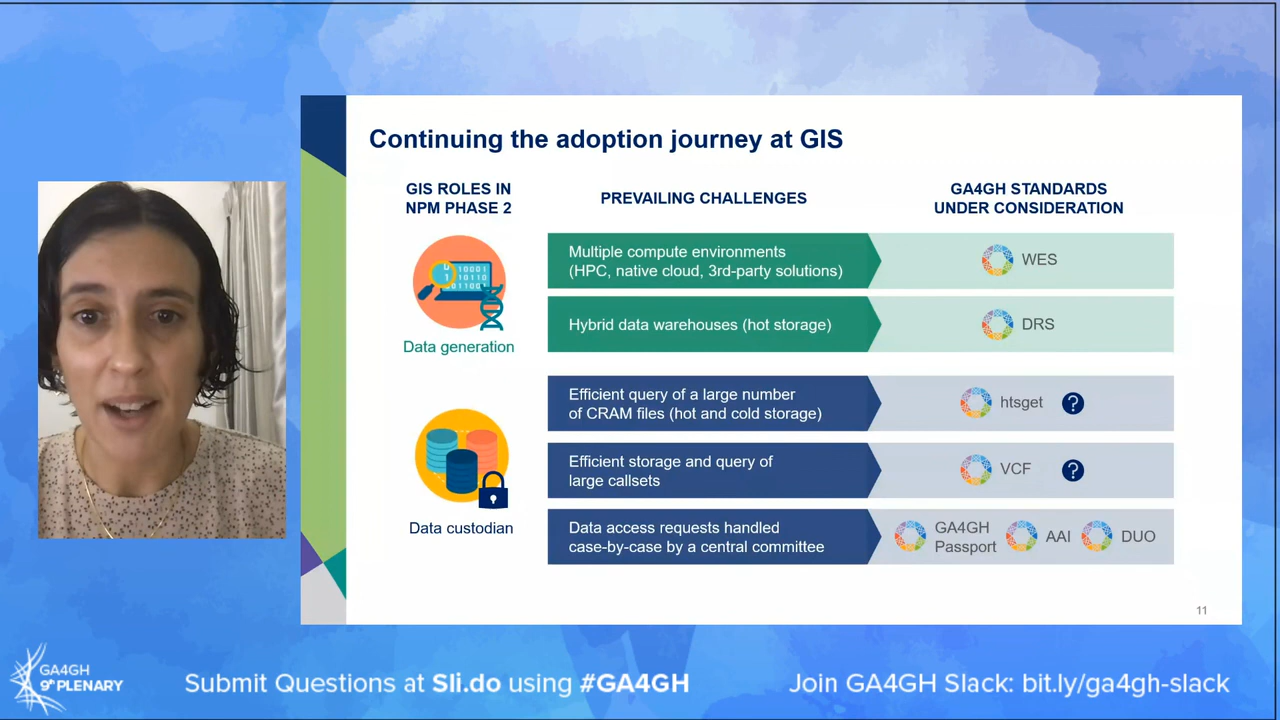 Continuing the adoption journey at GIS
GIS ROLES IN
NPM PHASE 2
PREVAILING CHALLENGES
GA4GH STANDARDS
UNDER CONSIDERATION
Data generation
Multiple compute environments
(HPC, native cloud, 3rd-party solutions)
WES
Hybrid data warehouses (hot storage)
DRS
Data custodian
Efficient query of a large number
of CRAM files (hot and cold storage)
htsget ?
Efficient storage and query of
large callsets
VCF ?
Data access requests handled
case-by-case by a central committee
GA4GH
Passport
AAI
DUO
11
GA4GH
9th PLENARY
Submit Questions at Sli.do using #GA4GH
Join GA4GH Slack: bit.ly/ga4gh-slack